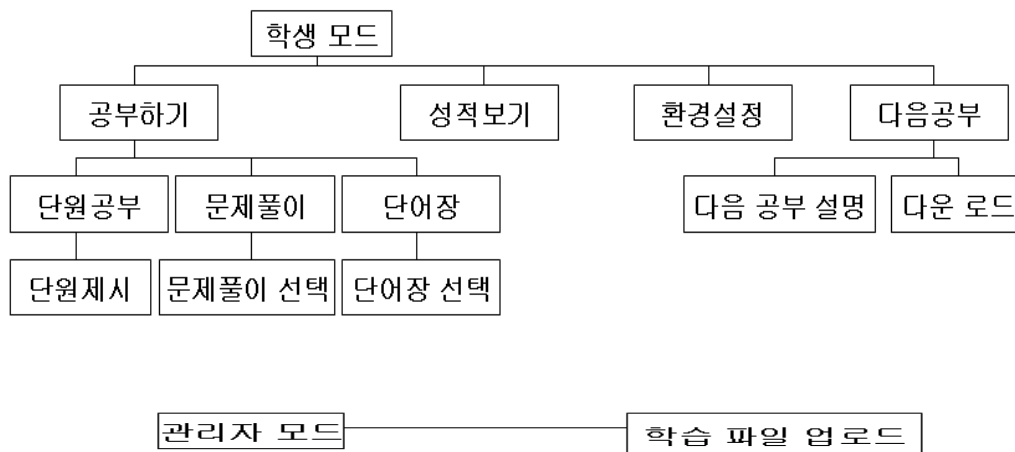 학생 모드
공부하기 성적보기 환경설정 다음공부
단원공부 문제풀이 단어장 다음 공부 설명 다운 로드
단원제시 문제풀이 선택 단어장 선택
관리자 모드 학습 파일 업로드